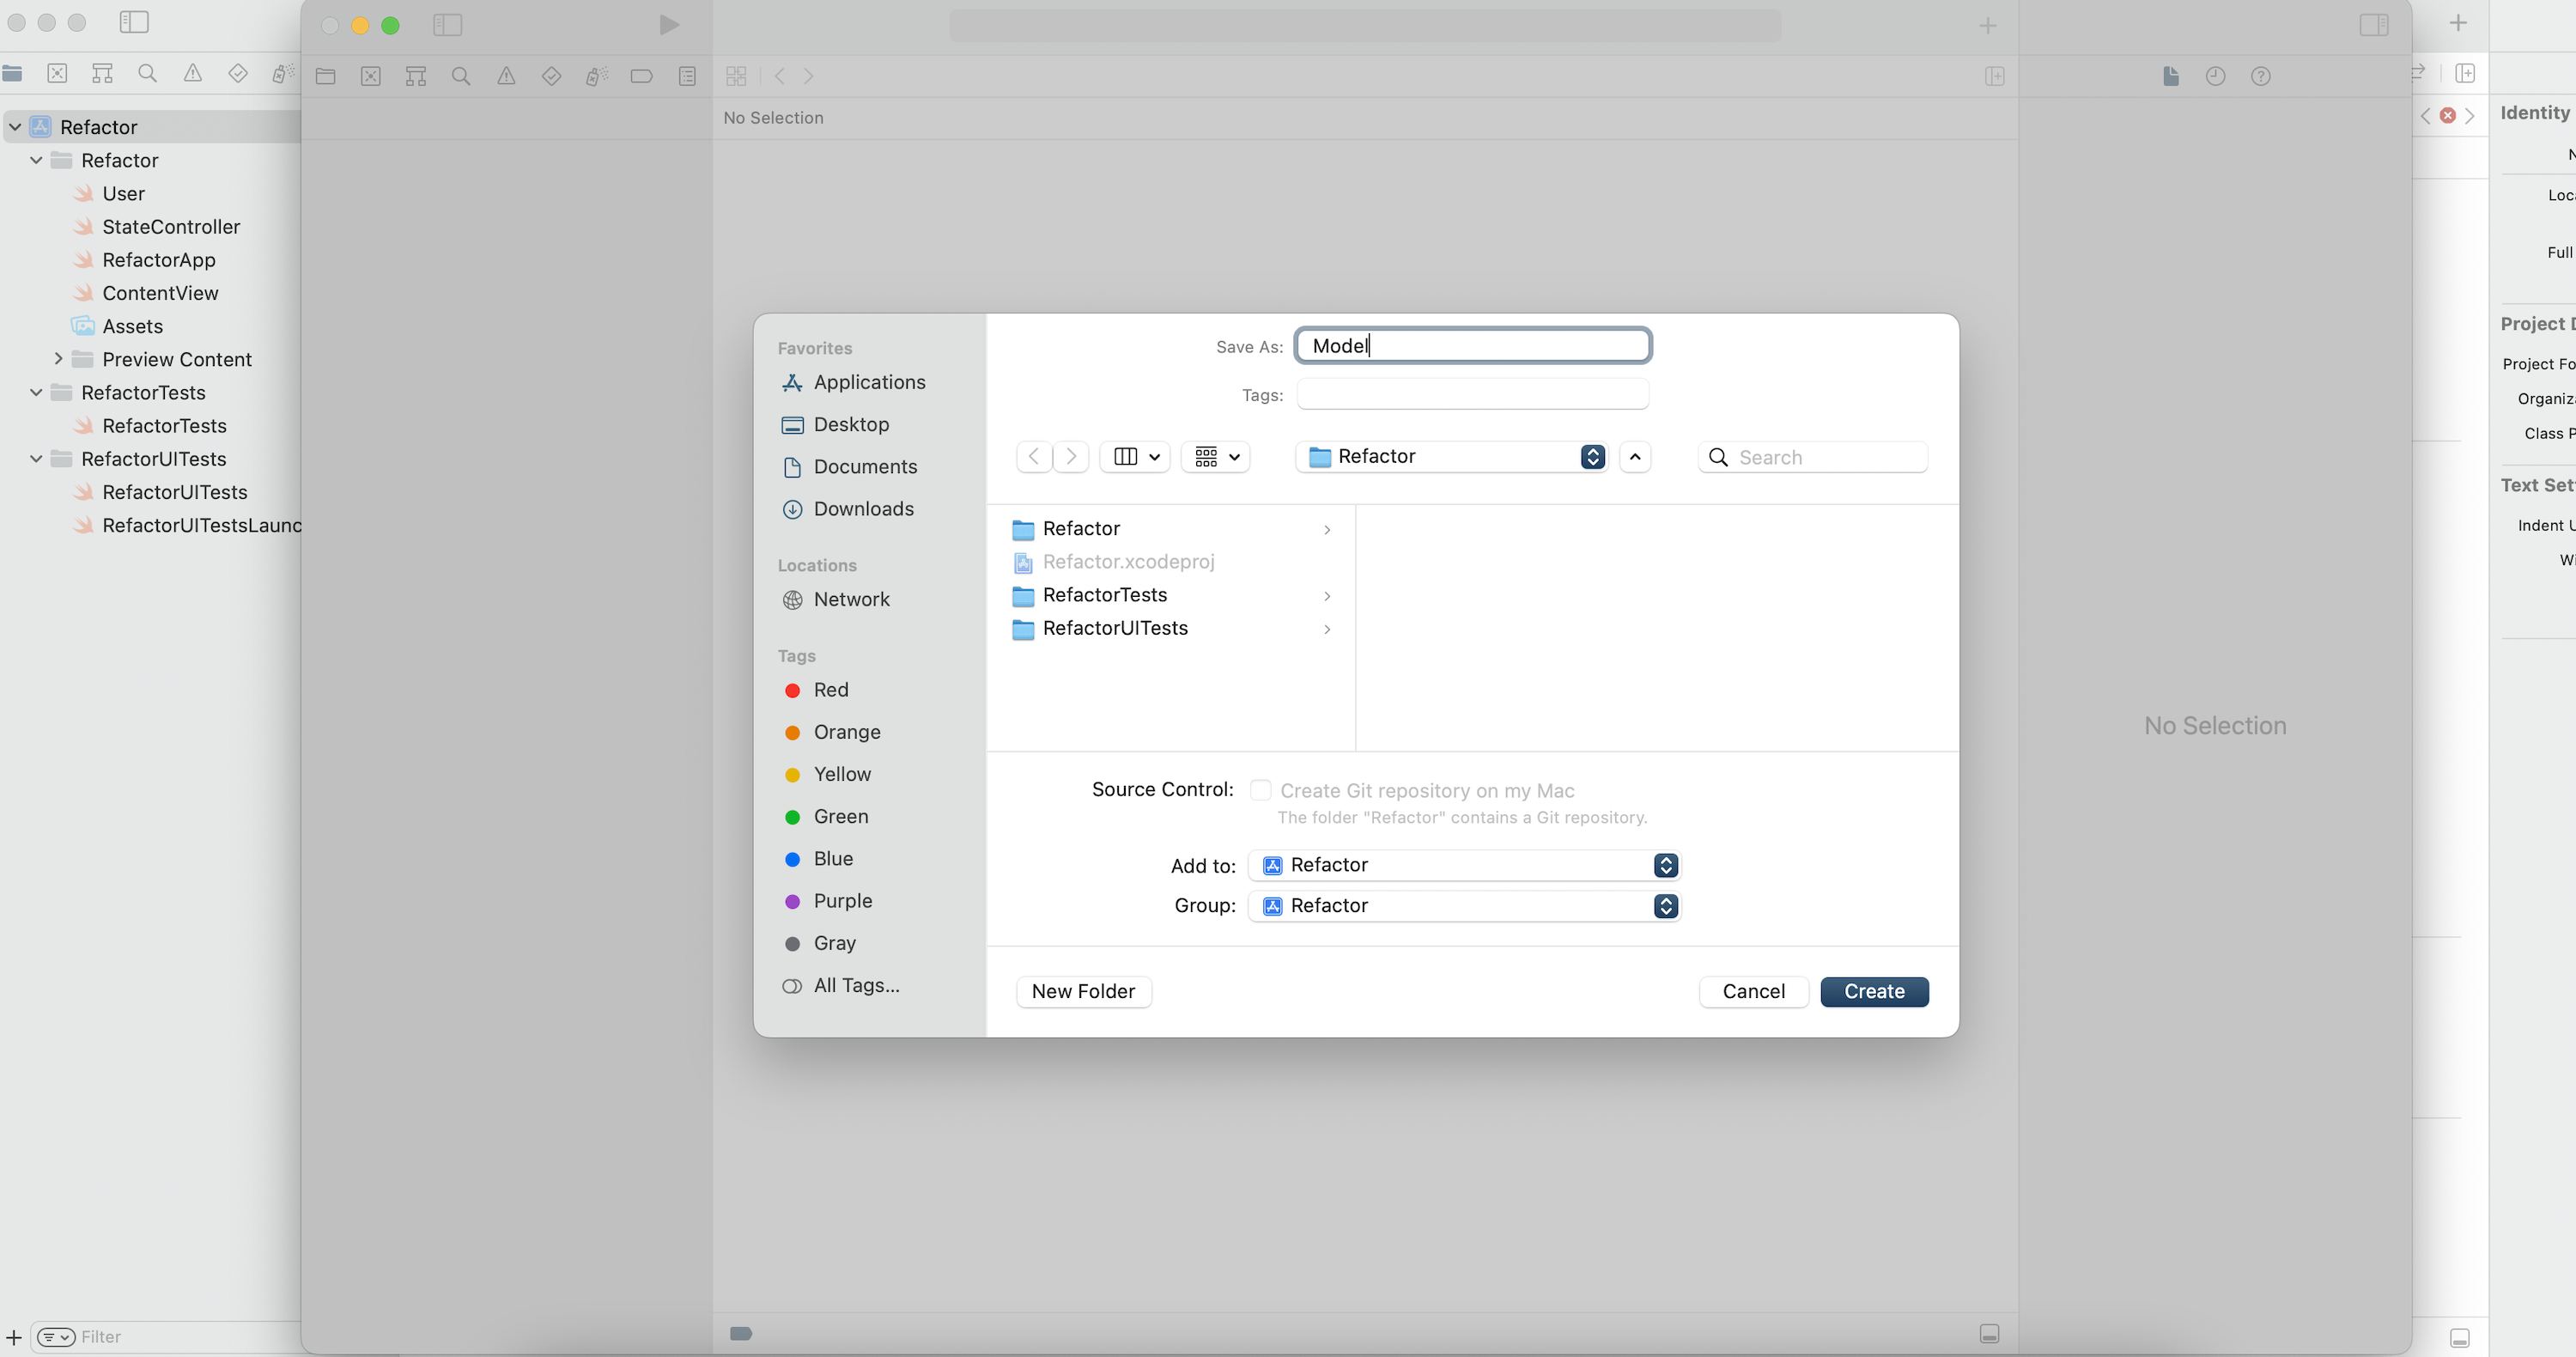 Refactor
Refactor
User
StateController
RefactorApp
ContentView
Assets
Preview Content
RefactorTests
RefactorTests
RefactorUITests
RefactorUITests
RefactorUITestsLaunc
Filter
No Selection
Favorites
Applications
Desktop
Documents
Downloads
Locations
Network
Tags
Red
Orange
Yellow
Green
Blue
Purple
Gray
All Tags...
Save As: Model
Tags:
Refactor
Search
Refactor
Refactor.xcodeproj
RefactorTests
RefactorUITests
Source Control: Create Git repository on my Mac
The folder "Refactor" contains a Git repository.
Add to: Refactor
Group: Refactor
New Folder
Cancel
Create
No Selection
Identity
N
Loca
Full
Project D
Project Fo
Organiza
Class P
Text Set
Indent U
Wi